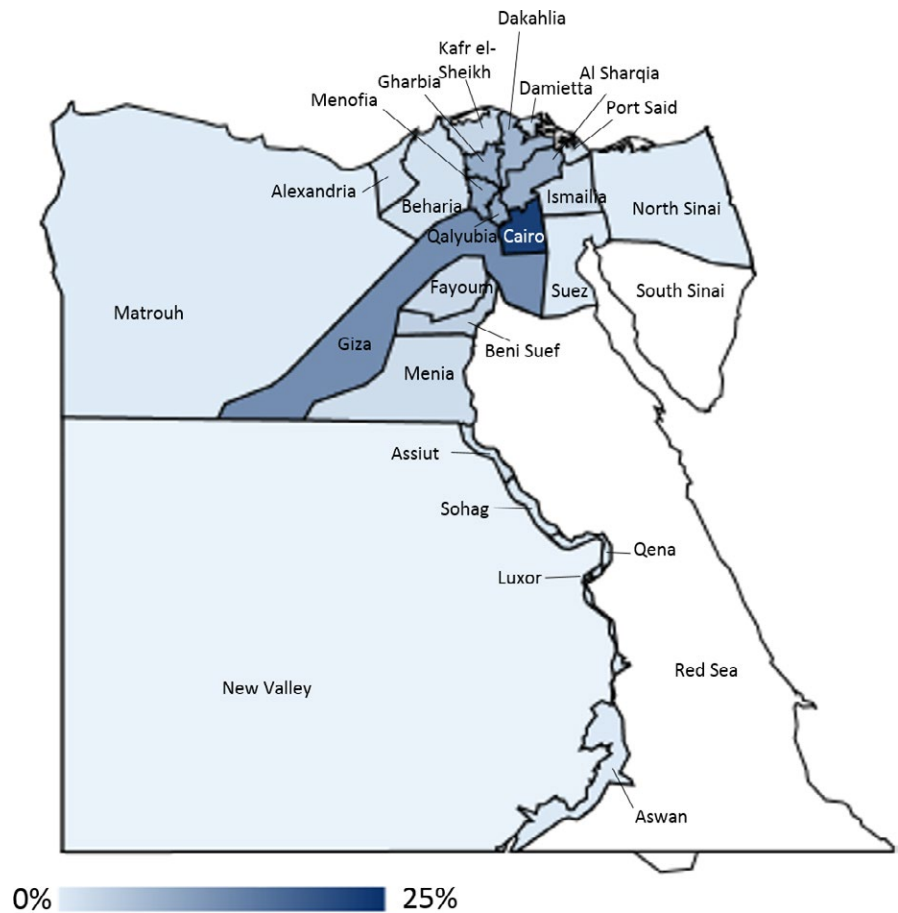 Dakahlia
Kafr el-
Sheikh
Al Sharqia
Gharbia
Damietta
Menofia
Port Said
Alexandria
Beharia
Ismailia
North Sinai
Qalyubia
Cairo
Fayoum
Suez
South Sinai
Matrouh
Giza
Beni Suef
Menia
Assiut
Sohag
Qena
Luxor
Red Sea
New Valley
Aswan
0%
25%